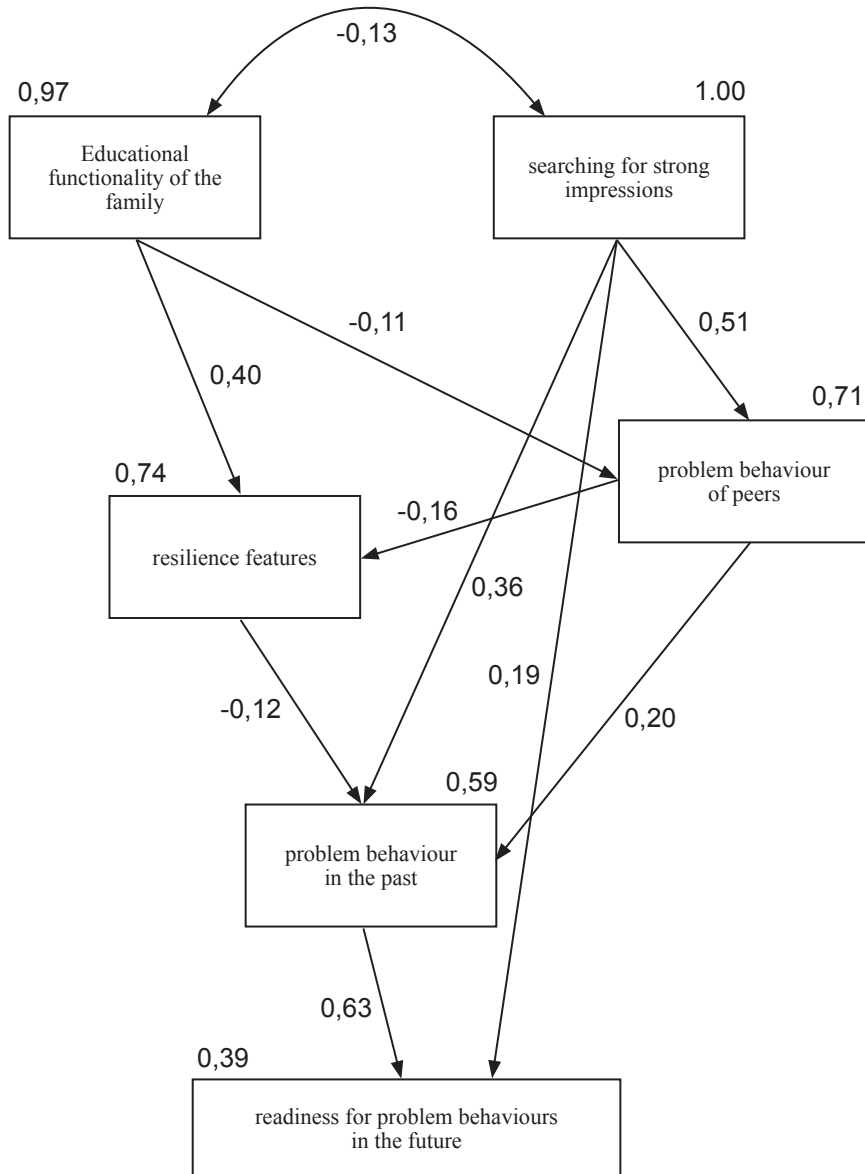 -0,13
0,97
1.00
Educational
functionality of the
family
searching for strong
impressions
-0,11
0,51
0,40
0,71
problem behaviour
of peers
0,74
-0,16
resilience features
0,36
0,19
-0,12
0,20
0,59
problem behaviour
in the past
0,63
0,39
readiness for problem behaviours
in the future